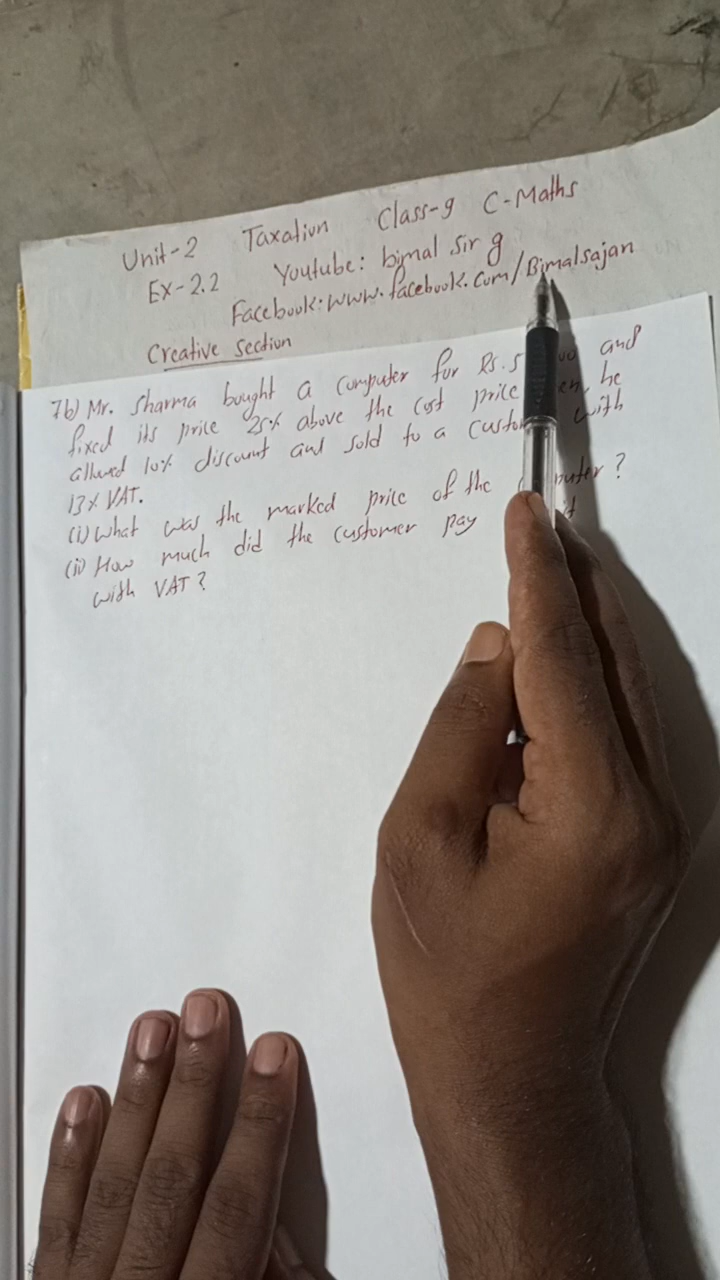 Unit-2 Taxation Class-9 C-Maths
Ex-2.2 Youtube: bimal sir g
Facebook:www.facebook.com/Bimalsajan
Creative section
7b) Mr. Sharma bought a computer for Rs. 5 and
fixed its price 25% above the cost price he
allowed 10% discount and sold to a with
13% VAT.
(i) What was the marked price of the ?
(ii) How much did the customer pay
with VAT?